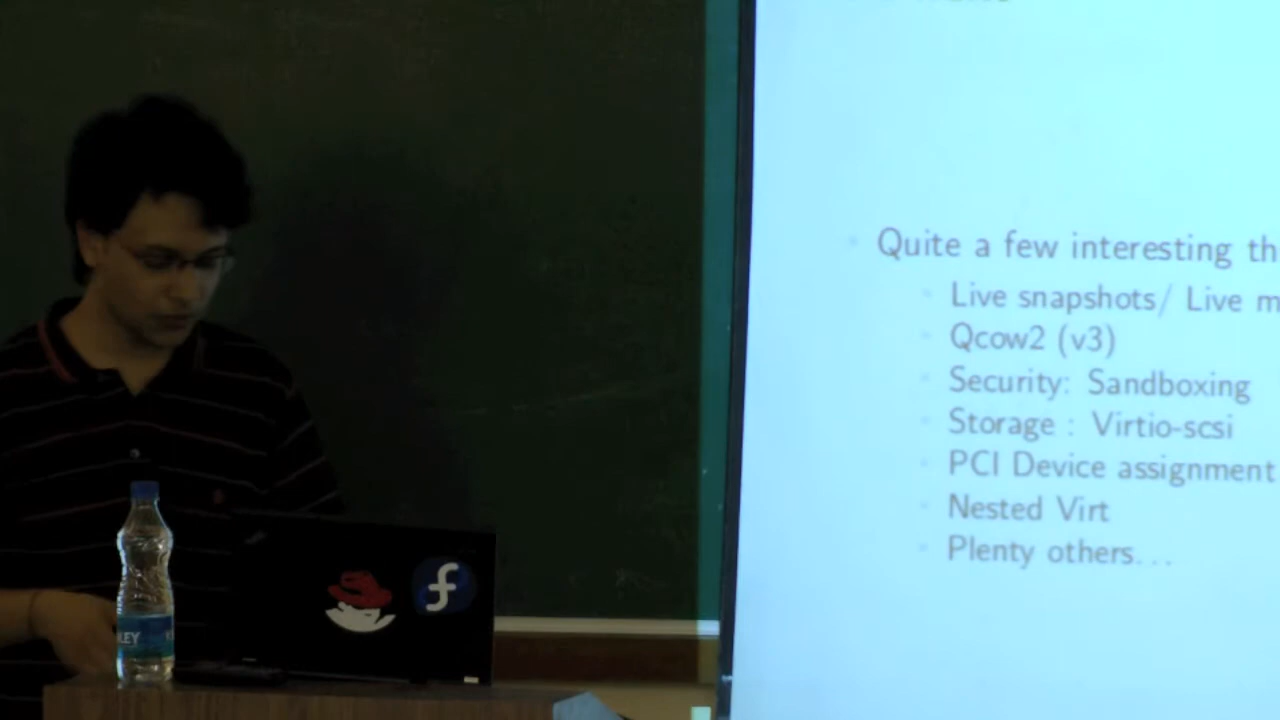 Quite a few interesting th
Live snapshots/ Live m
Qcow2 (v3)
Security: Sandboxing
Storage : Virtio-scsi
PCI Device assignment
Nested Virt
Plenty others...
LEY